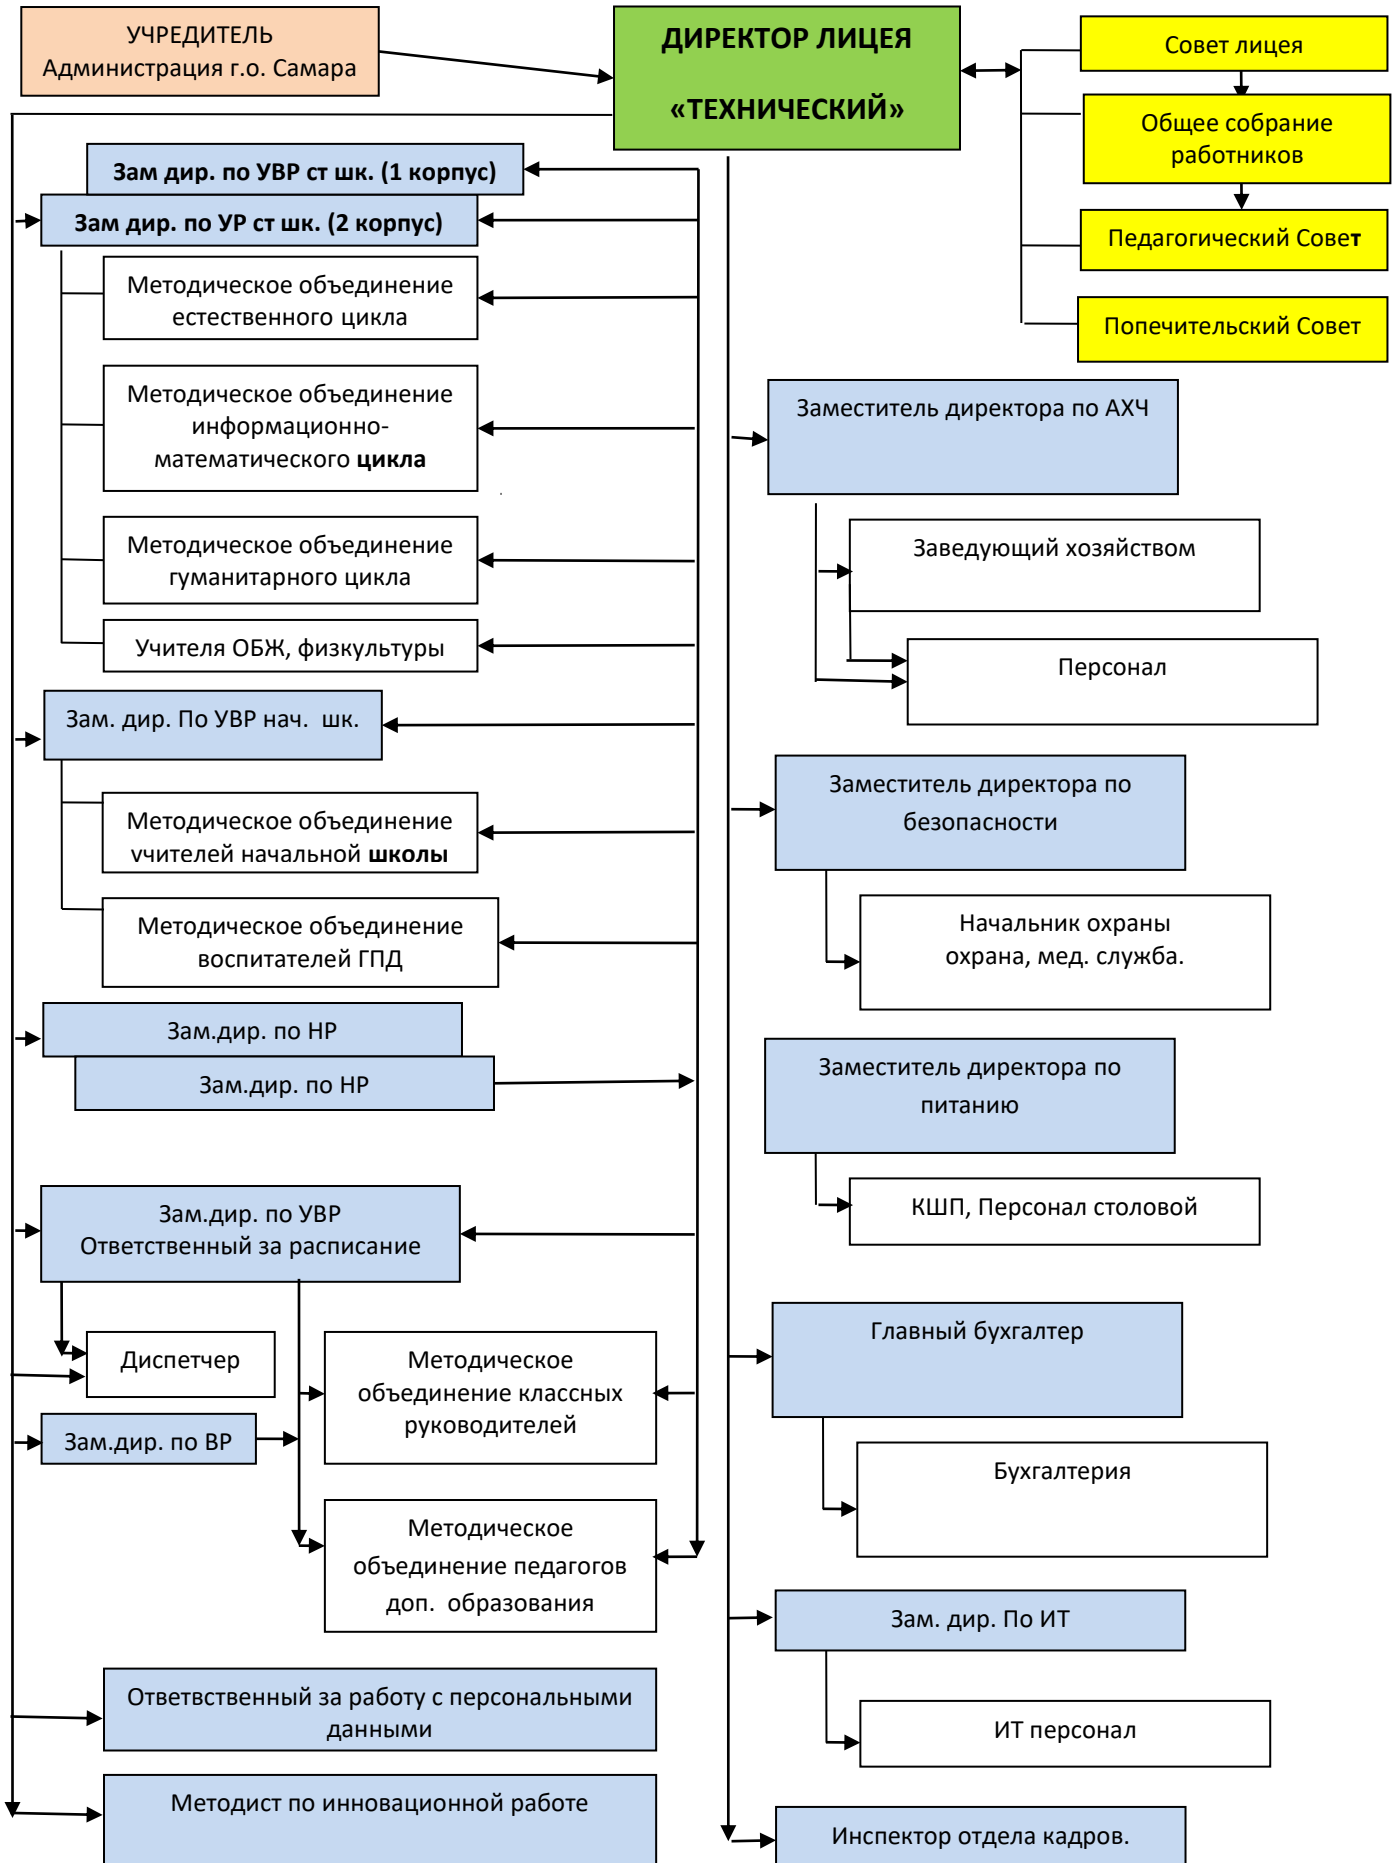 УЧРЕДИТЕЛЬ
Администрация г.о. Самара
ДИРЕКТОР ЛИЦЕЯ
«ТЕХНИЧЕСКИЙ»
Совет лицея
Общее собрание
работников
Педагогический Совет
Попечительский Совет
Зам дир. по УВР ст шк. (1 корпус)
Зам дир. по УР ст шк. (2 корпус)
Методическое объединение
естественного цикла
Методическое объединение
информационно-
математического цикла
Методическое объединение
гуманитарного цикла
Учителя ОБЖ, физкультуры
Зам. дир. По УВР нач. шк.
Методическое объединение
учителей начальной школы
Методическое объединение
воспитателей ГПД
Зам.дир. по НР
Зам.дир. по НР
Зам.дир. по УВР
Ответственный за расписание
Диспетчер
Методическое
объединение классных
руководителей
Зам.дир. по ВР
Методическое
объединение педагогов
доп. образования
Ответвственный за работу с персональными
данными
Методист по инновационной работе
Заместитель директора по АХЧ
Заведующий хозяйством
Персонал
Заместитель директора по
безопасности
Начальник охраны
охрана, мед. служба.
Заместитель директора по
питанию
КШП, Персонал столовой
Главный бухгалтер
Бухгалтерия
Зам. дир. По ИТ
ИТ персонал
Инспектор отдела кадров.